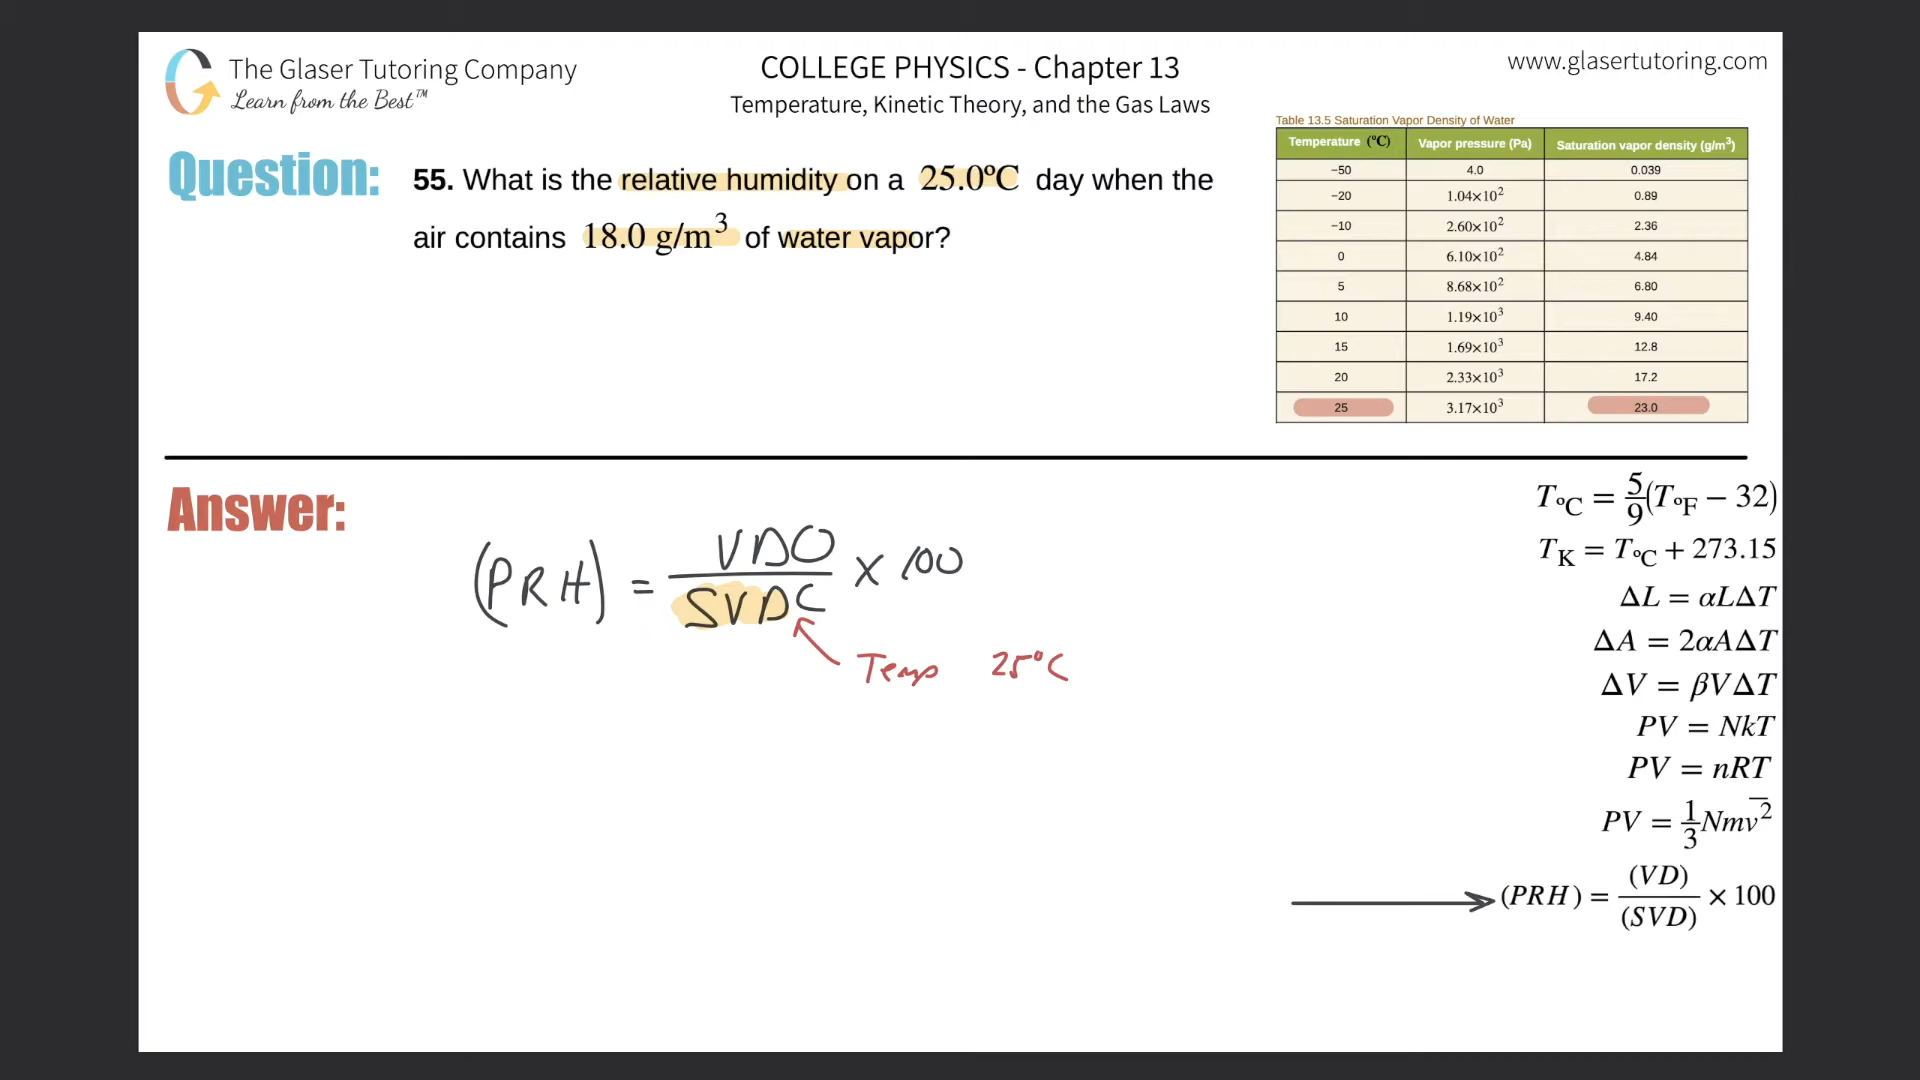 The Glaser Tutoring Company
Learn from the Best™
COLLEGE PHYSICS - Chapter 13
Temperature, Kinetic Theory, and the Gas Laws
www.glasertutoring.com
Question:
55. What is the relative humidity on a 25.0ºC day when the
air contains 18.0 g/m³ of water vapor?
Table 13.5 Saturation Vapor Density of Water
Temperature (ºC) Vapor pressure (Pa) Saturation vapor density (g/m³)
−50 4.0 0.039
−20 1.04×10² 0.89
−10 2.60×10² 2.36
0 6.10×10² 4.84
5 8.68×10² 6.80
10 1.19×10³ 9.40
15 1.69×10³ 12.8
20 2.33×10³ 17.2
25 3.17×10³ 23.0
Answer:
(PRH) = VDO / SVDC × 100
Temp 25°C
TºC = 5/9(TºF − 32)
TK = TºC + 273.15
ΔL = αLΔT
ΔA = 2αAΔT
ΔV = βVΔT
PV = NkT
PV = nRT
PV = 1/3 Nmv̅²
(PRH) = (VD)/(SVD) × 100